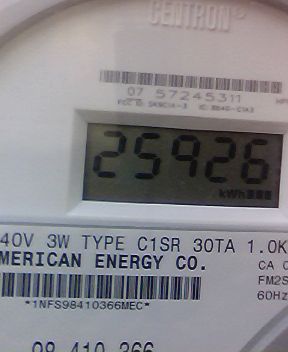 CENTRON®
07 57245311
25926
kWh
40V 3W TYPE C1SR 30TA 1.0K
MERICAN ENERGY CO.
CA 0
FM2S
60Hz
*1NFS98410366MEC*
98 410 366